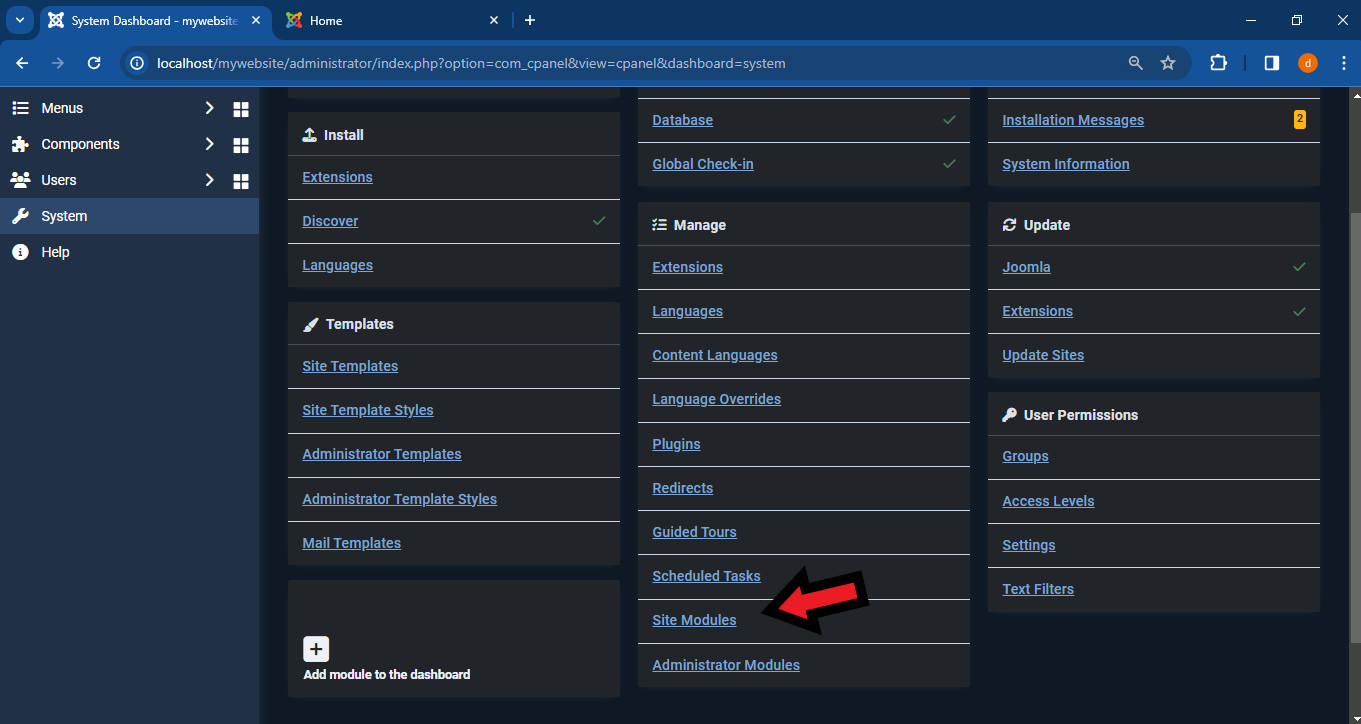 System Dashboard - mywebsite
Home
localhost/mywebsite/administrator/index.php?option=com_cpanel&view=cpanel&dashboard=system
d
Menus
Components
Users
System
Help
Install
Extensions
Discover
Languages
Templates
Site Templates
Site Template Styles
Administrator Templates
Administrator Template Styles
Mail Templates
Add module to the dashboard
Database
Global Check-in
Manage
Extensions
Languages
Content Languages
Language Overrides
Plugins
Redirects
Guided Tours
Scheduled Tasks
Site Modules
Administrator Modules
Installation Messages 2
System Information
Update
Joomla
Extensions
Update Sites
User Permissions
Groups
Access Levels
Settings
Text Filters